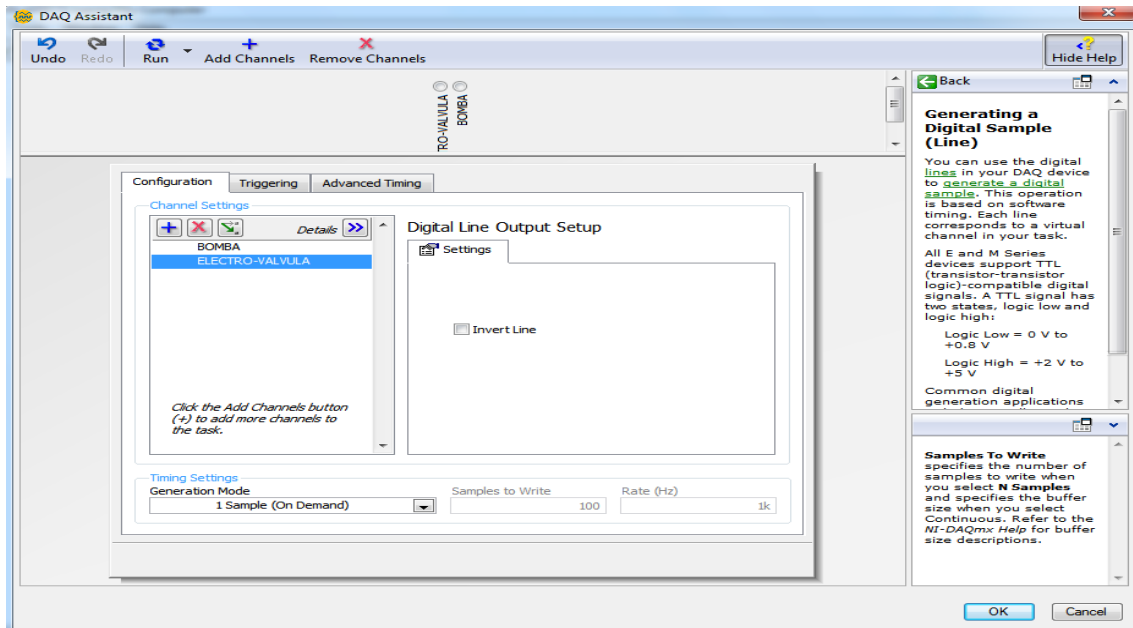 DAQ Assistant
Undo Redo Run Add Channels Remove Channels Hide Help
RO-VALVULA
BOMBA
Configuration Triggering Advanced Timing
Channel Settings
Details
BOMBA
ELECTRO-VALVULA
Click the Add Channels button
(+) to add more channels to
the task.
Digital Line Output Setup
Settings
Invert Line
Timing Settings
Generation Mode Samples to Write Rate (Hz)
1 Sample (On Demand) 100 1k
Back
Generating a
Digital Sample
(Line)
You can use the digital
lines in your DAQ device
to generate a digital
sample. This operation
is based on software
timing. Each line
corresponds to a virtual
channel in your task.
All E and M Series
devices support TTL
(transistor-transistor
logic)-compatible digital
signals. A TTL signal has
two states, logic low and
logic high:
Logic Low = 0 V to
+0.8 V
Logic High = +2 V to
+5 V
Common digital
generation applications
Samples To Write
specifies the number of
samples to write when
you select N Samples
and specifies the buffer
size when you select
Continuous. Refer to the
NI-DAQmx Help for buffer
size descriptions.
OK Cancel